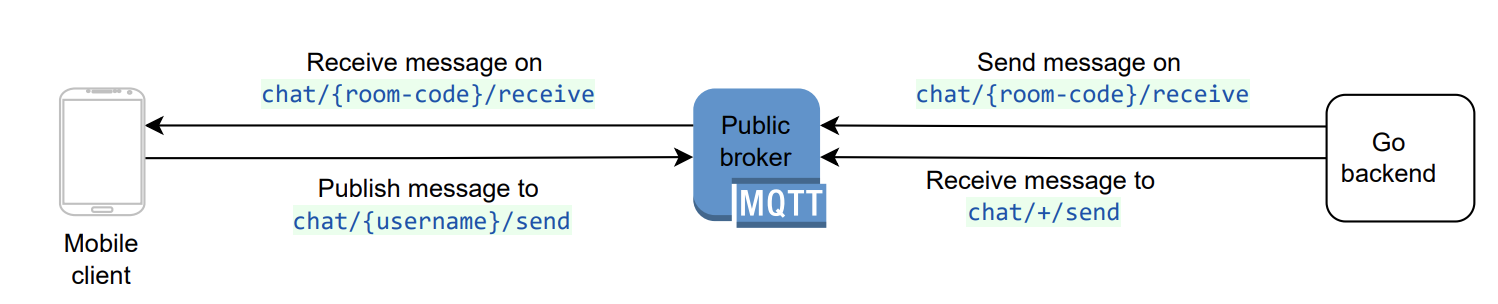 Receive message on
chat/{room-code}/receive
Send message on
chat/{room-code}/receive
Public
broker
MQTT
Go
backend
Publish message to
chat/{username}/send
Receive message to
chat/+/send
Mobile
client